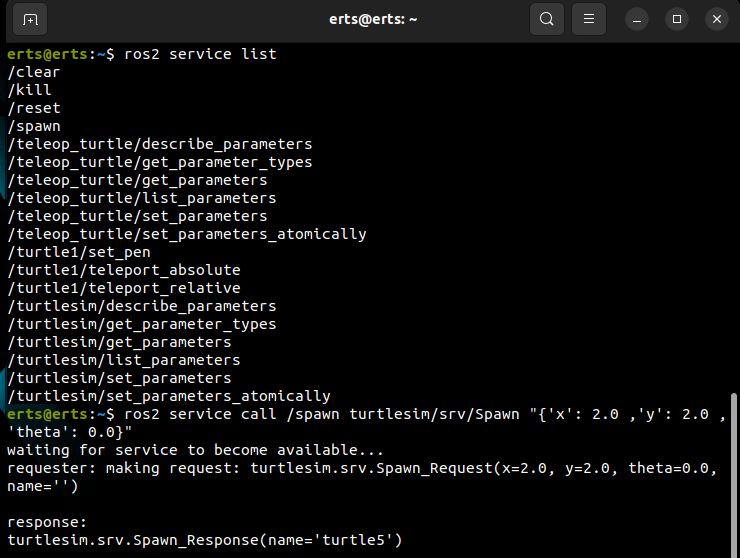 erts@erts: ~
erts@erts:~$ ros2 service list
/clear
/kill
/reset
/spawn
/teleop_turtle/describe_parameters
/teleop_turtle/get_parameter_types
/teleop_turtle/get_parameters
/teleop_turtle/list_parameters
/teleop_turtle/set_parameters
/teleop_turtle/set_parameters_atomically
/turtle1/set_pen
/turtle1/teleport_absolute
/turtle1/teleport_relative
/turtlesim/describe_parameters
/turtlesim/get_parameter_types
/turtlesim/get_parameters
/turtlesim/list_parameters
/turtlesim/set_parameters
/turtlesim/set_parameters_atomically
erts@erts:~$ ros2 service call /spawn turtlesim/srv/Spawn "{'x': 2.0 ,'y': 2.0 ,
'theta': 0.0}"
waiting for service to become available...
requester: making request: turtlesim.srv.Spawn_Request(x=2.0, y=2.0, theta=0.0,
name='')
response:
turtlesim.srv.Spawn_Response(name='turtle5')